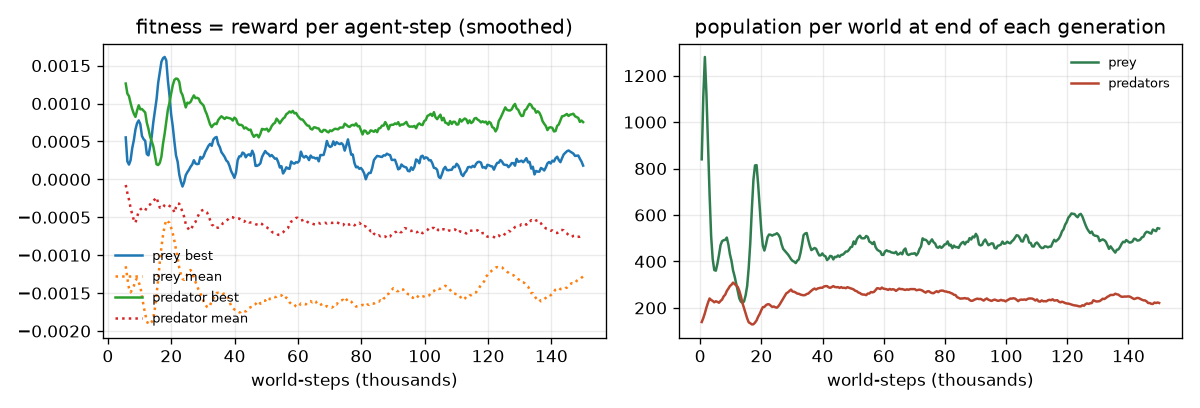 fitness = reward per agent-step (smoothed)
0.0015
0.0010
0.0005
0.0000
−0.0005
−0.0010
−0.0015
−0.0020
prey best
prey mean
predator best
predator mean
0 20 40 60 80 100 120 140
world-steps (thousands)
population per world at end of each generation
1200
1000
800
600
400
200
prey
predators
0 20 40 60 80 100 120 140
world-steps (thousands)